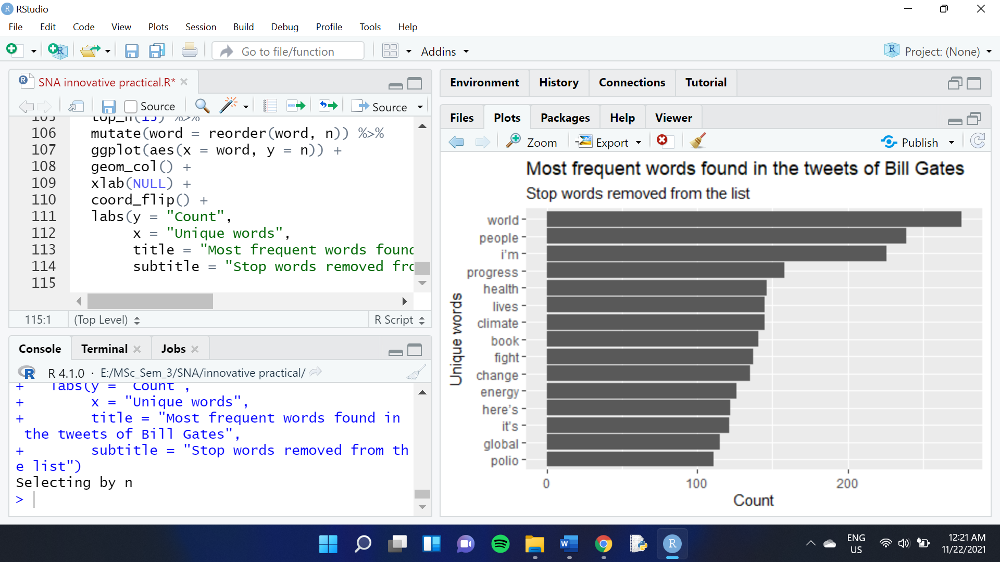 RStudio
File Edit Code View Plots Session Build Debug Profile Tools Help
Go to file/function
Addins
Project: (None)
SNA innovative practical.R*
Source
Source
105 top_n(15) %>%
106 mutate(word = reorder(word, n)) %>%
107 ggplot(aes(x = word, y = n)) +
108 geom_col() +
109 xlab(NULL) +
110 coord_flip() +
111 labs(y = "Count",
112 x = "Unique words",
113 title = "Most frequent words found
114 subtitle = "Stop words removed fro
115
115:1 (Top Level) R Script
Console Terminal Jobs
R 4.1.0 · E:/MSc_Sem_3/SNA/innovative practical/
+ labs(y = "Count",
+ x = "Unique words",
+ title = "Most frequent words found in
the tweets of Bill Gates",
+ subtitle = "Stop words removed from th
e list")
Selecting by n
>
Environment History Connections Tutorial
Files Plots Packages Help Viewer
Zoom Export Publish
Most frequent words found in the tweets of Bill Gates
Stop words removed from the list
Unique words
world
people
i'm
progress
health
lives
climate
book
fight
change
energy
here's
it's
global
polio
0 100 200
Count
ENG
US
12:21 AM
11/22/2021